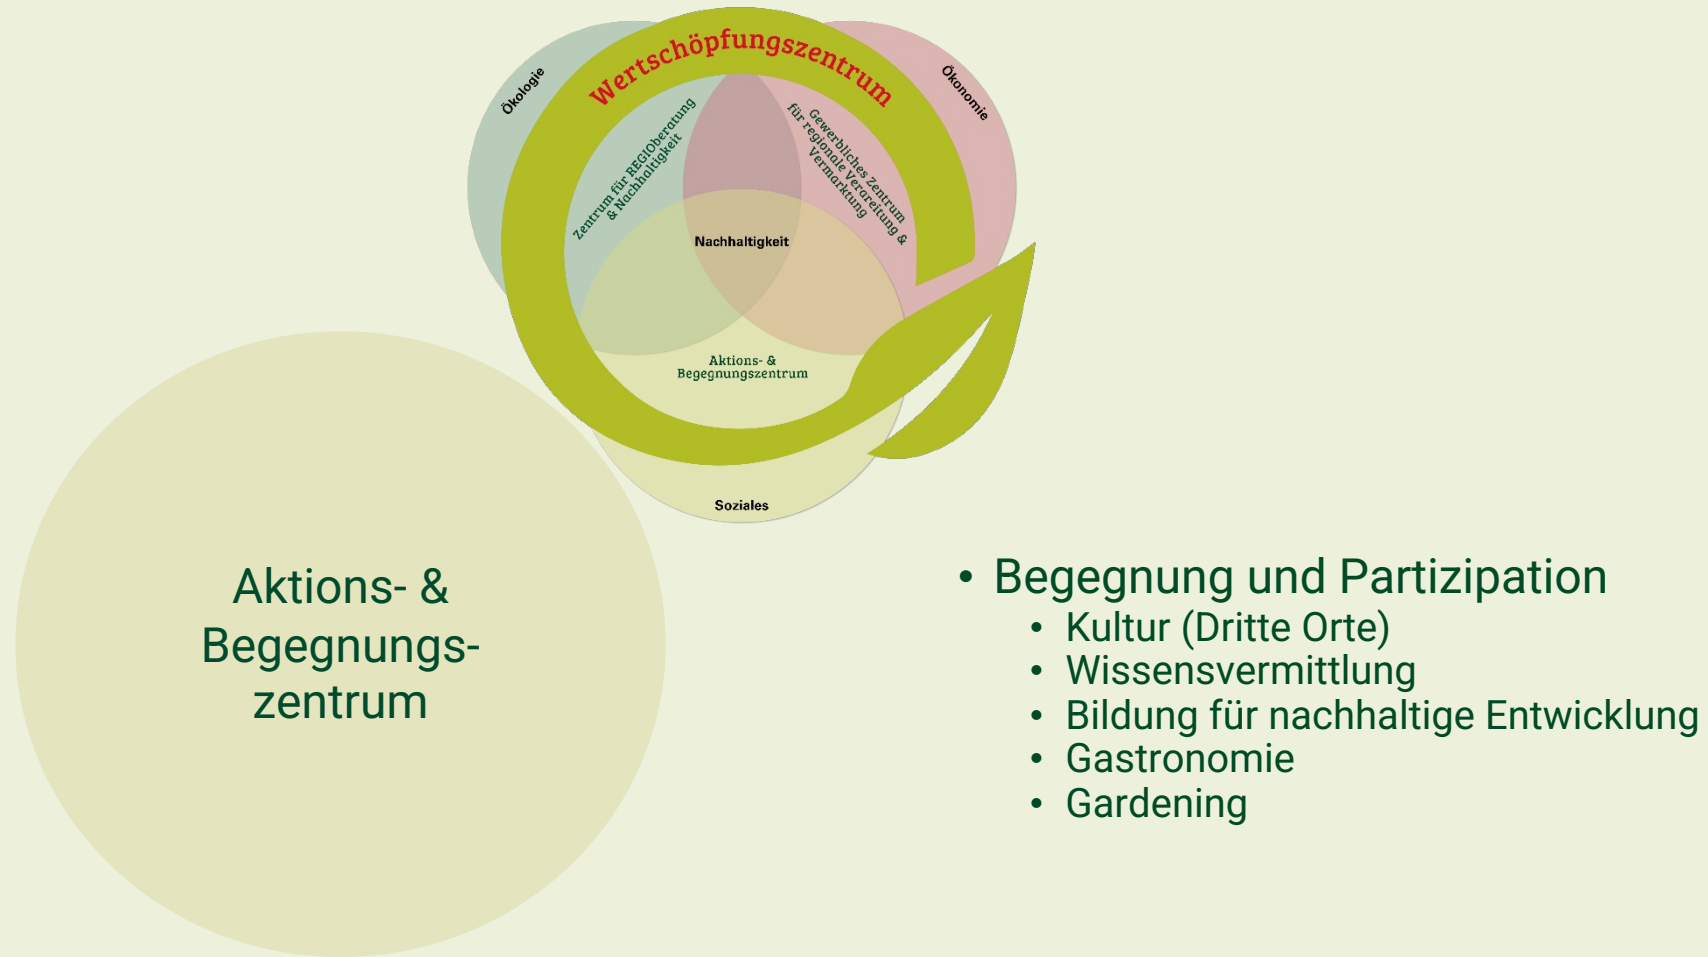 Wertschöpfungszentrum
Ökologie
Ökonomie
Zentrum für REGIOberatung
& Nachhaltigkeit
Gewerbliches Zentrum
für regionale Verareitung &
Vermarktung
Nachhaltigkeit
Aktions- &
Begegnungszentrum
Soziales
Aktions- &
Begegnungs-
zentrum
• Begegnung und Partizipation
• Kultur (Dritte Orte)
• Wissensvermittlung
• Bildung für nachhaltige Entwicklung
• Gastronomie
• Gardening